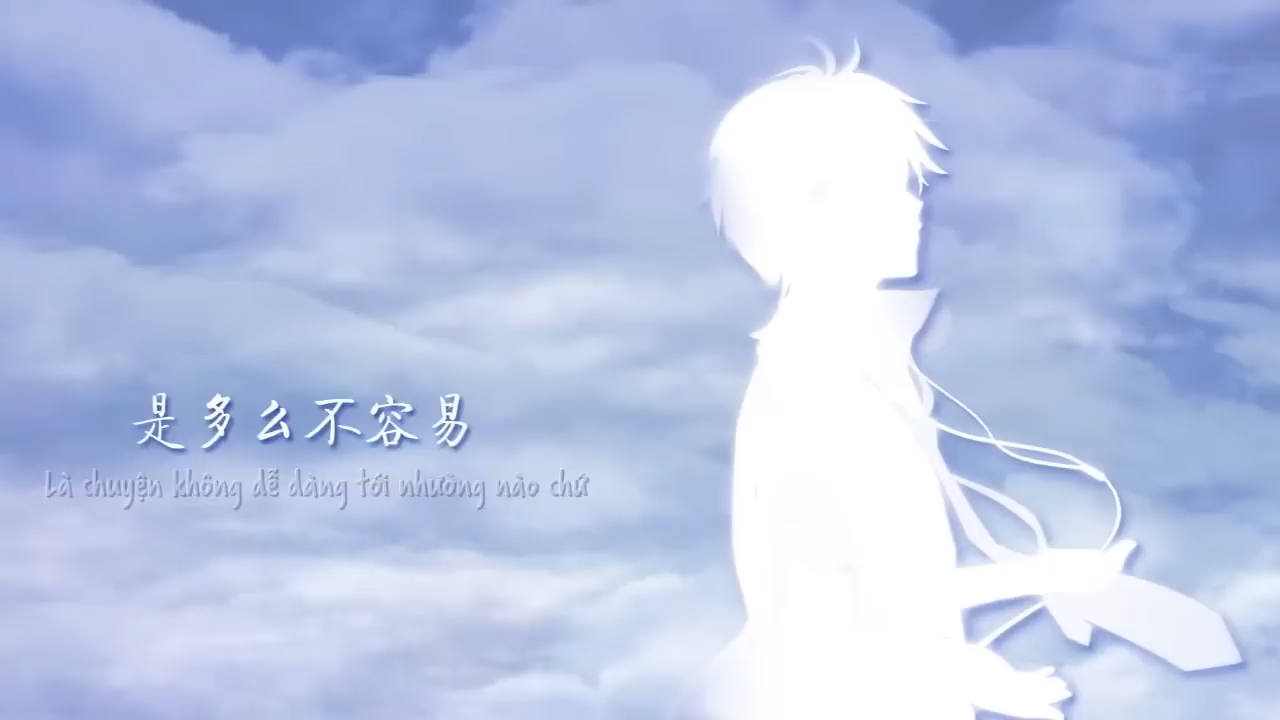 是多么不容易
Là chuyện không dễ dàng tới nhường nào chứ